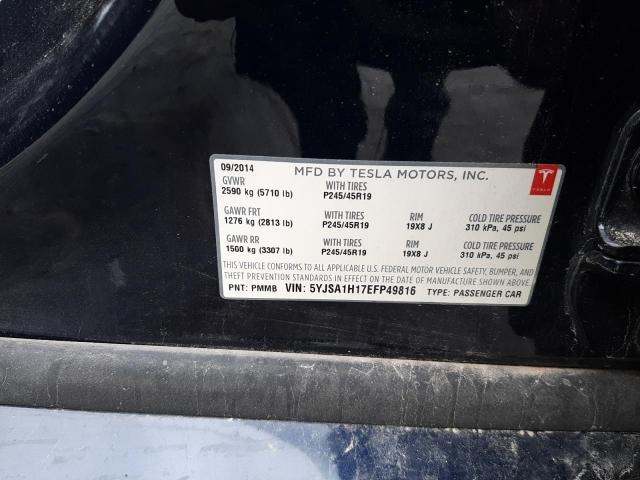 09/2014 MFD BY TESLA MOTORS, INC.
GVWR WITH TIRES
2590 kg (5710 lb) P245/45R19
GAWR FRT WITH TIRES RIM COLD TIRE PRESSURE
1276 kg (2813 lb) P245/45R19 19X8 J 310 kPa, 45 psi
GAWR RR WITH TIRES RIM COLD TIRE PRESSURE
1500 kg (3307 lb) P245/45R19 19X8 J 310 kPa, 45 psi
THIS VEHICLE CONFORMS TO ALL APPLICABLE U.S. FEDERAL MOTOR VEHICLE SAFETY, BUMPER, AND
THEFT PREVENTION STANDARDS IN EFFECT ON THE DATE OF MANUFACTURE SHOWN ABOVE.
PNT: PMMB VIN: 5YJSA1H17EFP49816 TYPE: PASSENGER CAR
TESLA